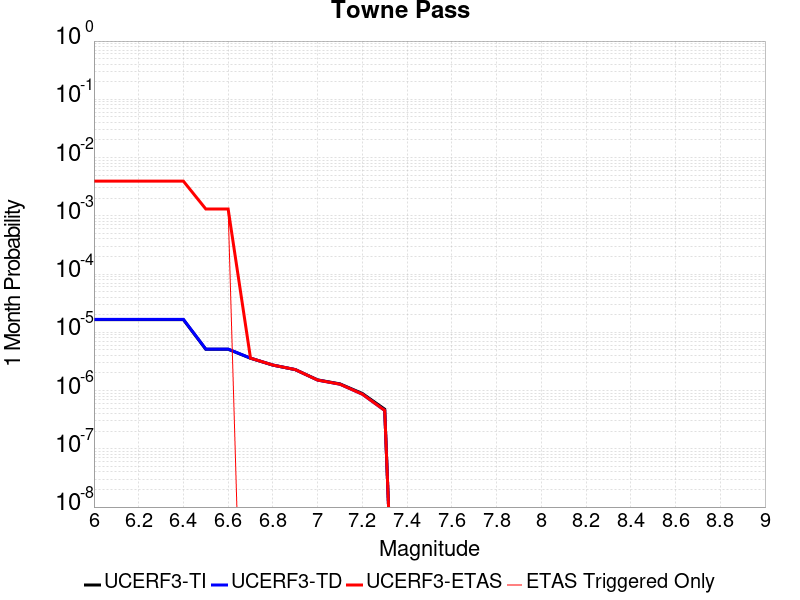 Towne Pass
1 Month Probability
10^0
10^-1
10^-2
10^-3
10^-4
10^-5
10^-6
10^-7
10^-8
6 6.2 6.4 6.6 6.8 7 7.2 7.4 7.6 7.8 8 8.2 8.4 8.6 8.8 9
Magnitude
UCERF3-TI UCERF3-TD UCERF3-ETAS ETAS Triggered Only